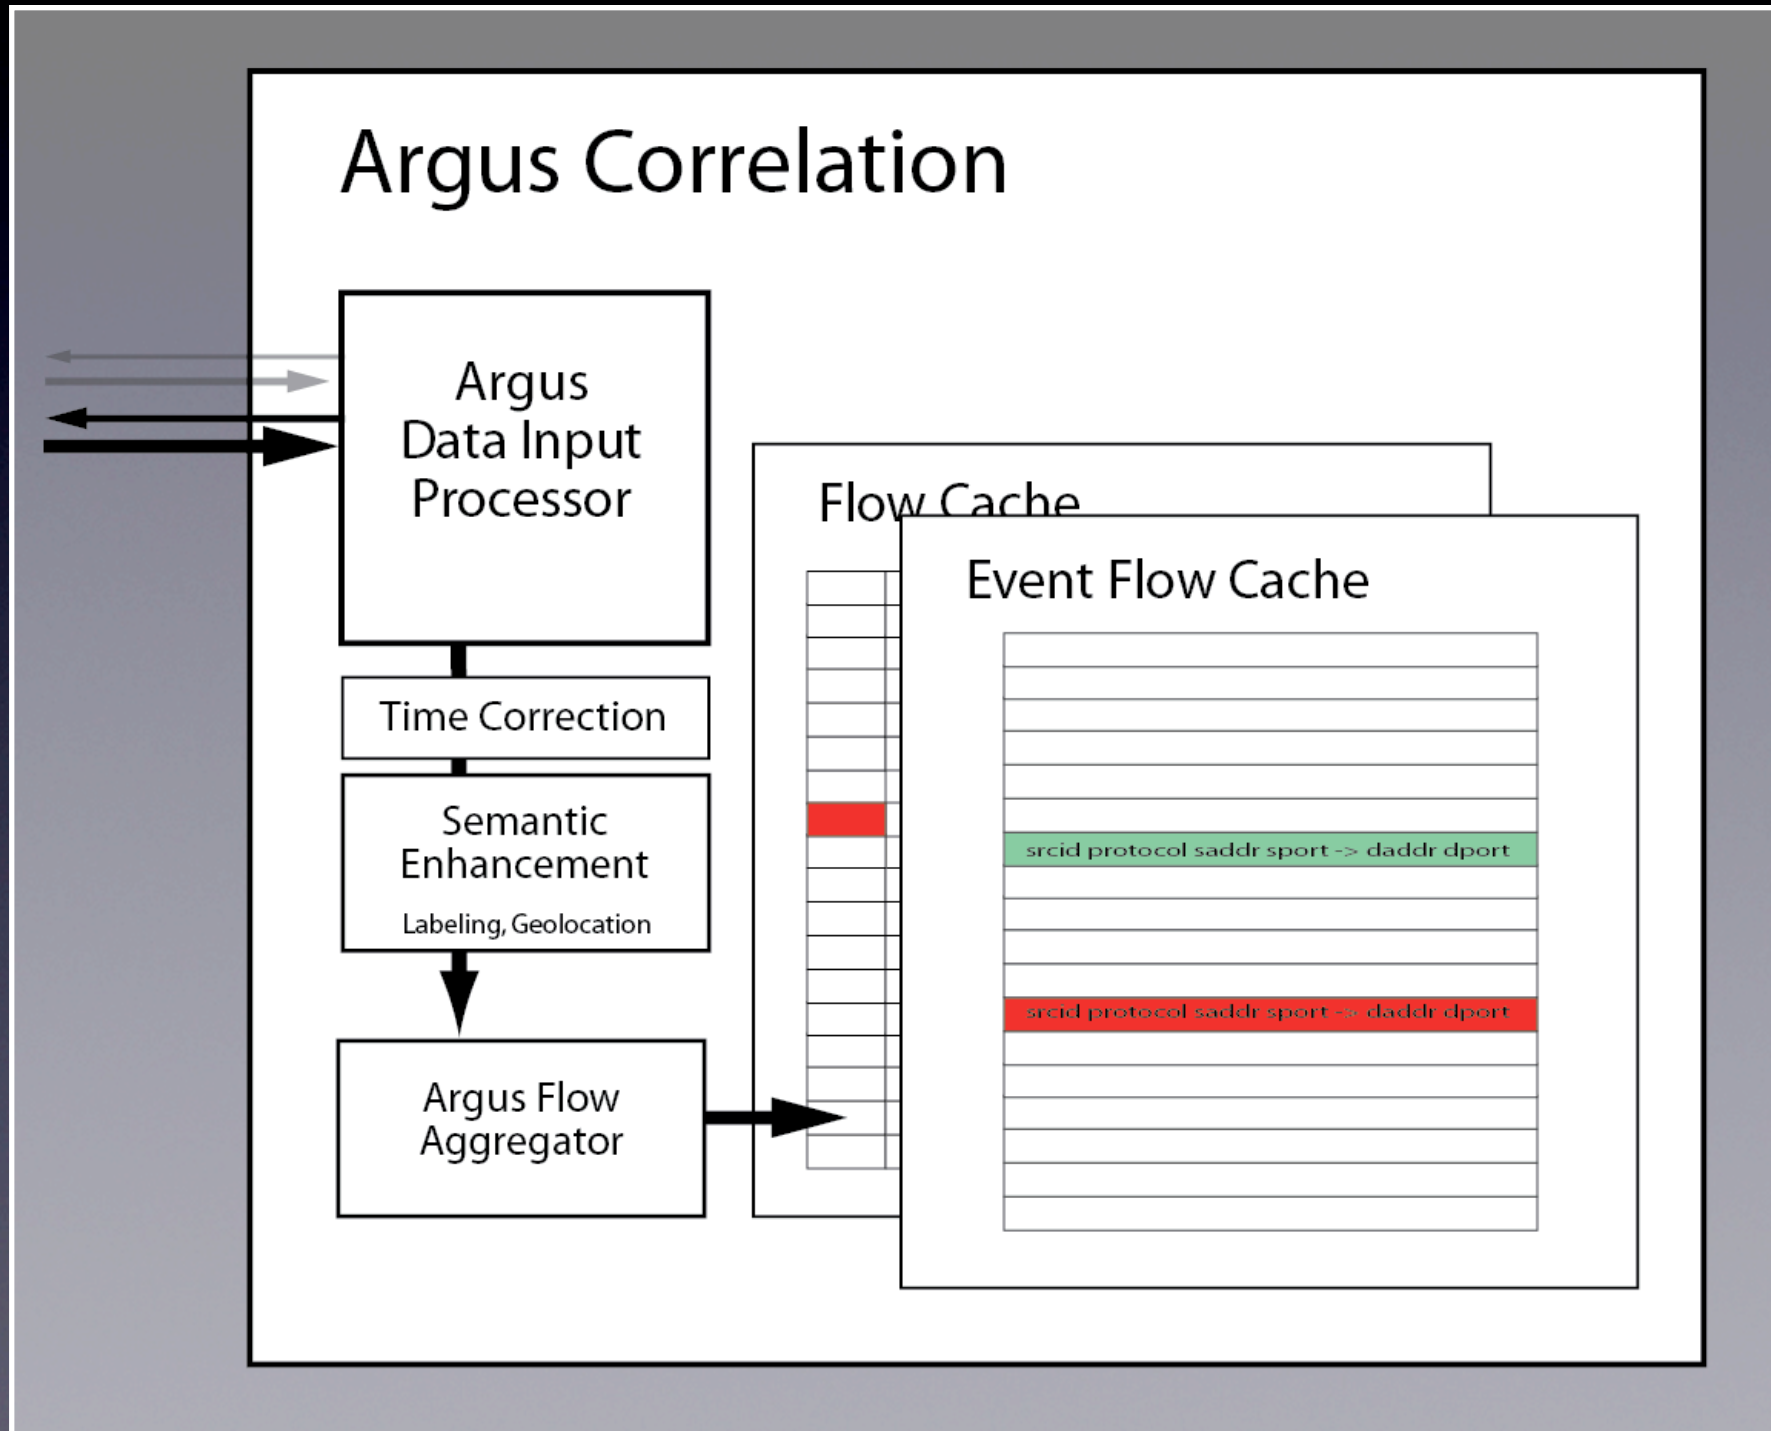 Argus Correlation
Argus
Data Input
Processor
Time Correction
Semantic
Enhancement
Labeling, Geolocation
Argus Flow
Aggregator
Flow Cache
Event Flow Cache
srcid protocol saddr sport -> daddr dport
srcid protocol saddr sport -> daddr dport